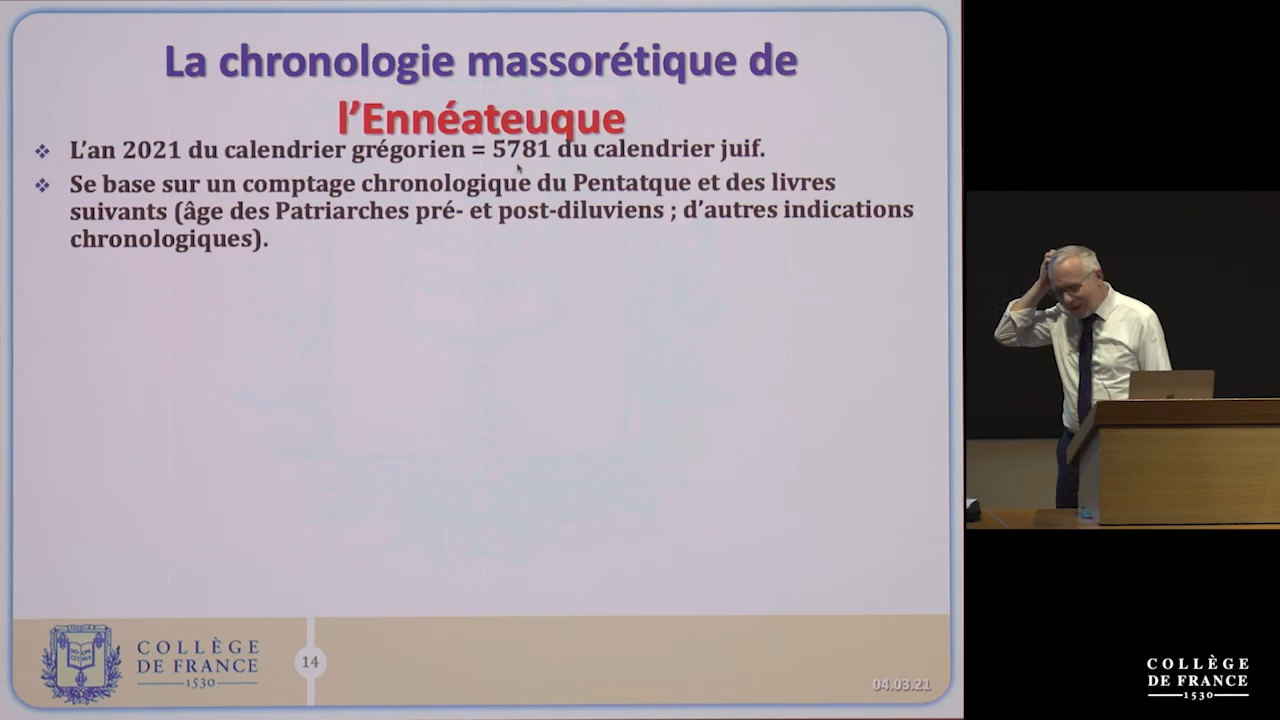 La chronologie massorétique de
l’Ennéateuque
❖ L’an 2021 du calendrier grégorien = 5781 du calendrier juif.
❖ Se base sur un comptage chronologique du Pentatque et des livres
suivants (âge des Patriarches pré- et post-diluviens ; d’autres indications
chronologiques).
COLLÈGE
DE FRANCE
1530
14
04.03.21
COLLÈGE
DE FRANCE
1530